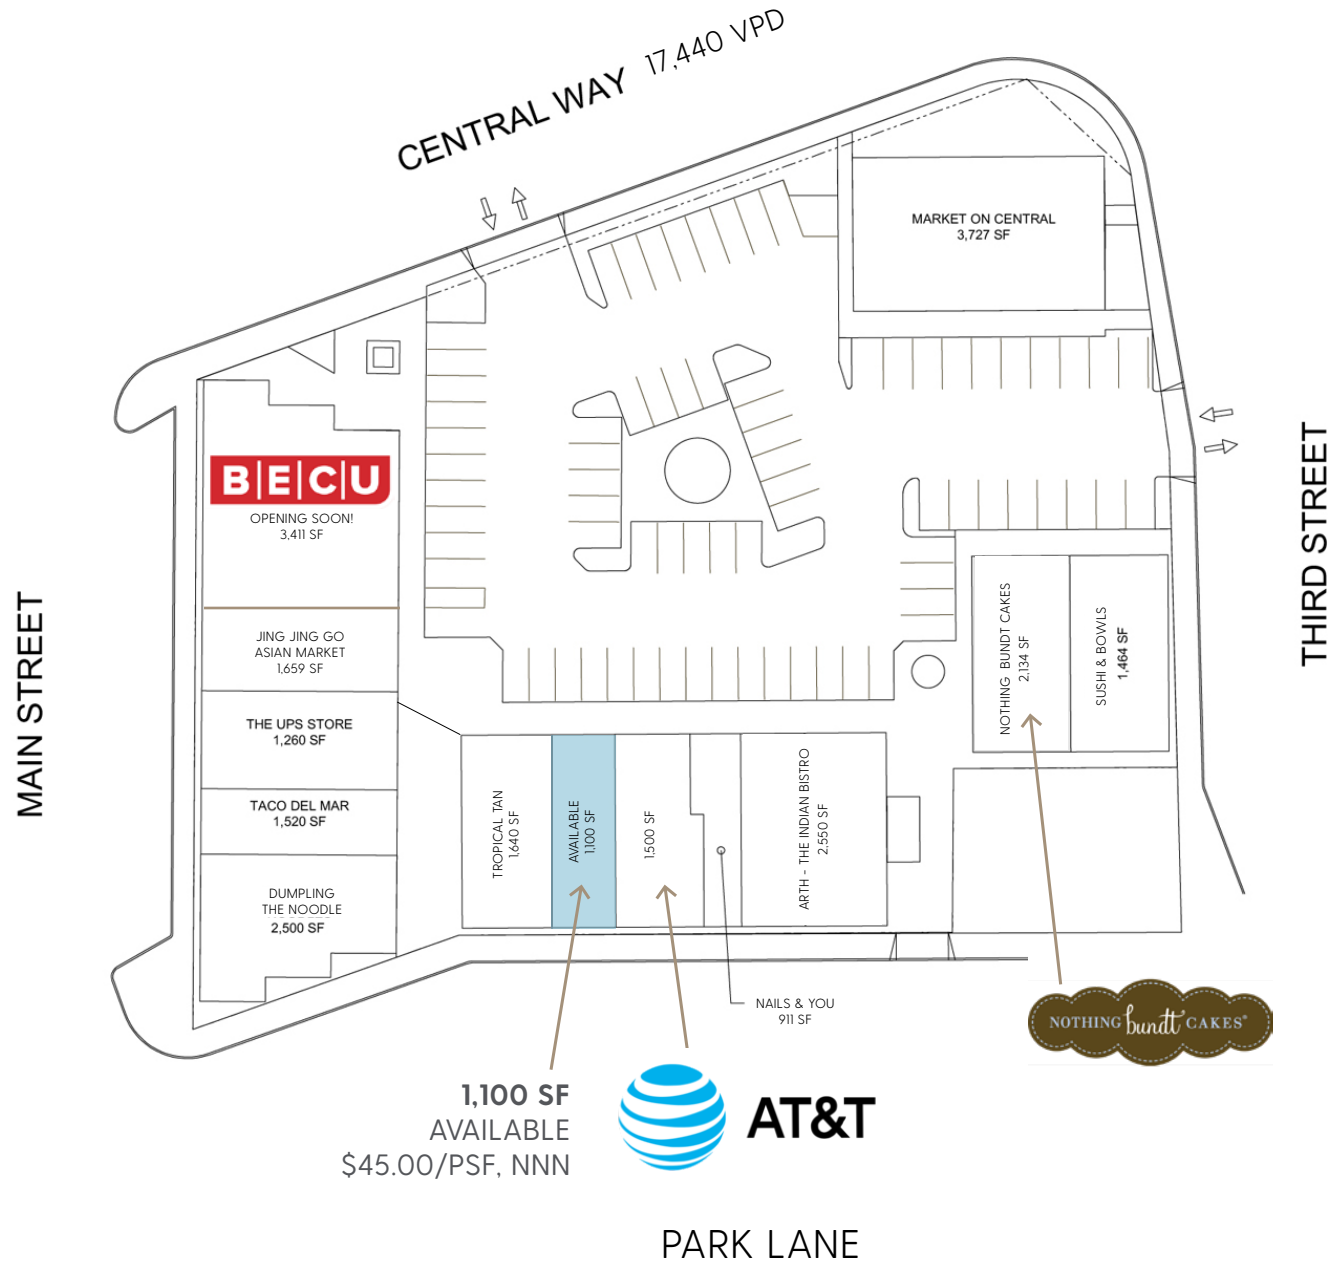 CENTRAL WAY 17,440 VPD
MARKET ON CENTRAL
3,727 SF
BECU
OPENING SOON!
3,411 SF
JING JING GO
ASIAN MARKET
1,659 SF
THE UPS STORE
1,260 SF
TACO DEL MAR
1,520 SF
DUMPLING
THE NOODLE
2,500 SF
MAIN STREET
THIRD STREET
TROPICAL TAN
1,640 SF
AVAILABLE
1,100 SF
1,500 SF
ARTH - THE INDIAN BISTRO
2,550 SF
NOTHING BUNDT CAKES
2,134 SF
SUSHI & BOWLS
1,464 SF
NAILS & YOU
911 SF
NOTHING bundt CAKES®
1,100 SF
AVAILABLE
$45.00/PSF, NNN
AT&T
PARK LANE